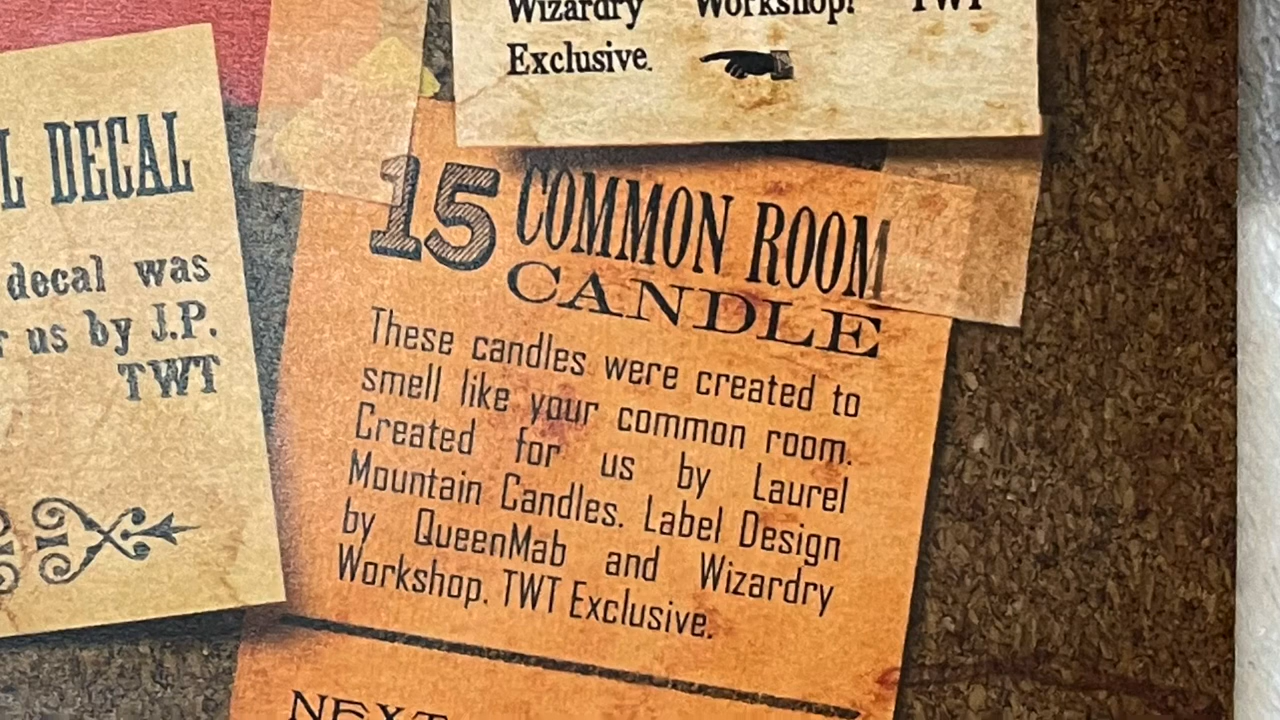 Wizardry Workshop! TWT
Exclusive.
L DECAL
decal was
us by J.P.
TWT
15 COMMON ROOM
CANDLE
These candles were created to
smell like your common room.
Created for us by Laurel
Mountain Candles. Label Design
by QueenMab and Wizardry
Workshop. TWT Exclusive.
NEXT